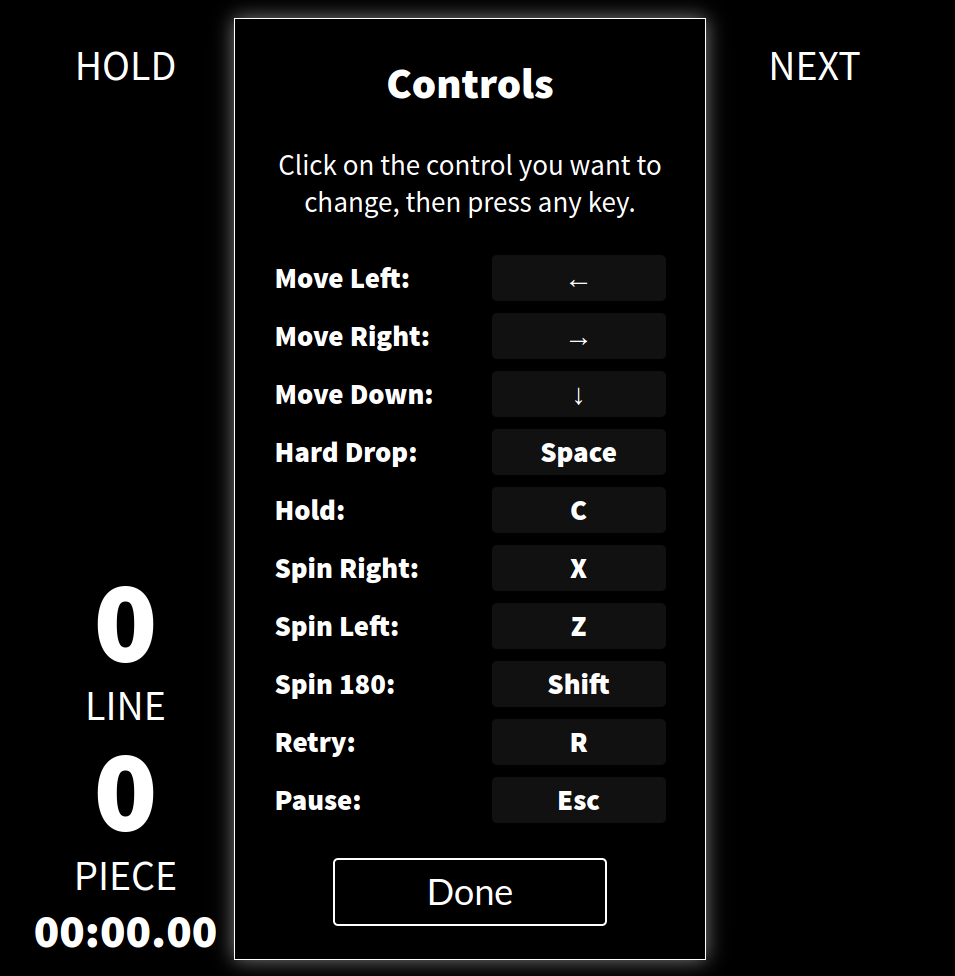 HOLD
NEXT
Controls
Click on the control you want to
change, then press any key.
Move Left: ←
Move Right: →
Move Down: ↓
Hard Drop: Space
Hold: C
Spin Right: X
Spin Left: Z
Spin 180: Shift
Retry: R
Pause: Esc
Done
0
LINE
0
PIECE
00:00.00